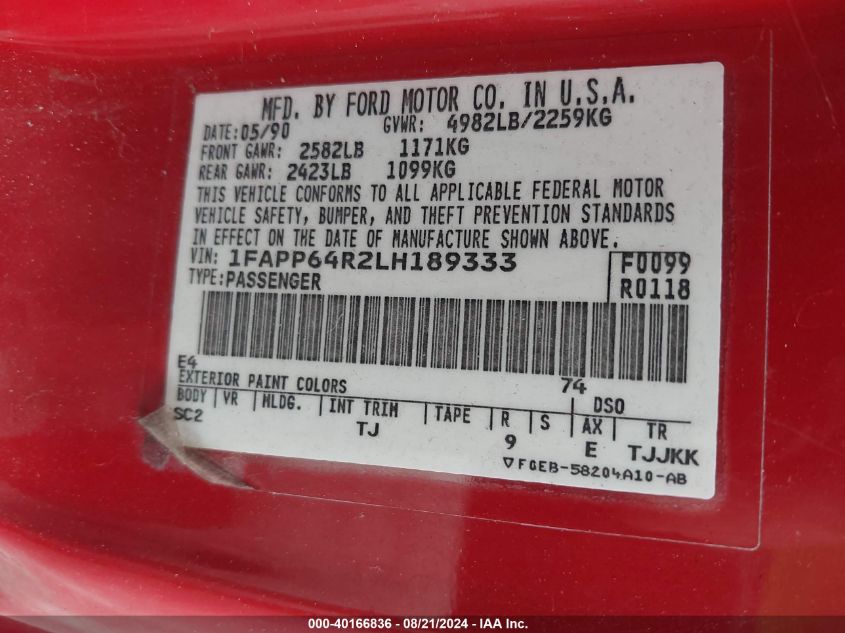 MFD. BY FORD MOTOR CO. IN U.S.A.
DATE: 05/90 GVWR: 4982LB/2259KG
FRONT GAWR: 2582LB 1171KG
REAR GAWR: 2423LB 1099KG
THIS VEHICLE CONFORMS TO ALL APPLICABLE FEDERAL MOTOR
VEHICLE SAFETY, BUMPER, AND THEFT PREVENTION STANDARDS
IN EFFECT ON THE DATE OF MANUFACTURE SHOWN ABOVE.
VIN: 1FAPP64R2LH189333 F0099
TYPE: PASSENGER R0118
E4 74
EXTERIOR PAINT COLORS DSO
BODY VR MLDG. INT TRIM TAPE R S AX TR
SC2 TJ 9 E TJJKK
▽FOEB-58204A10-AB
000-40166836 - 08/21/2024 - IAA Inc.